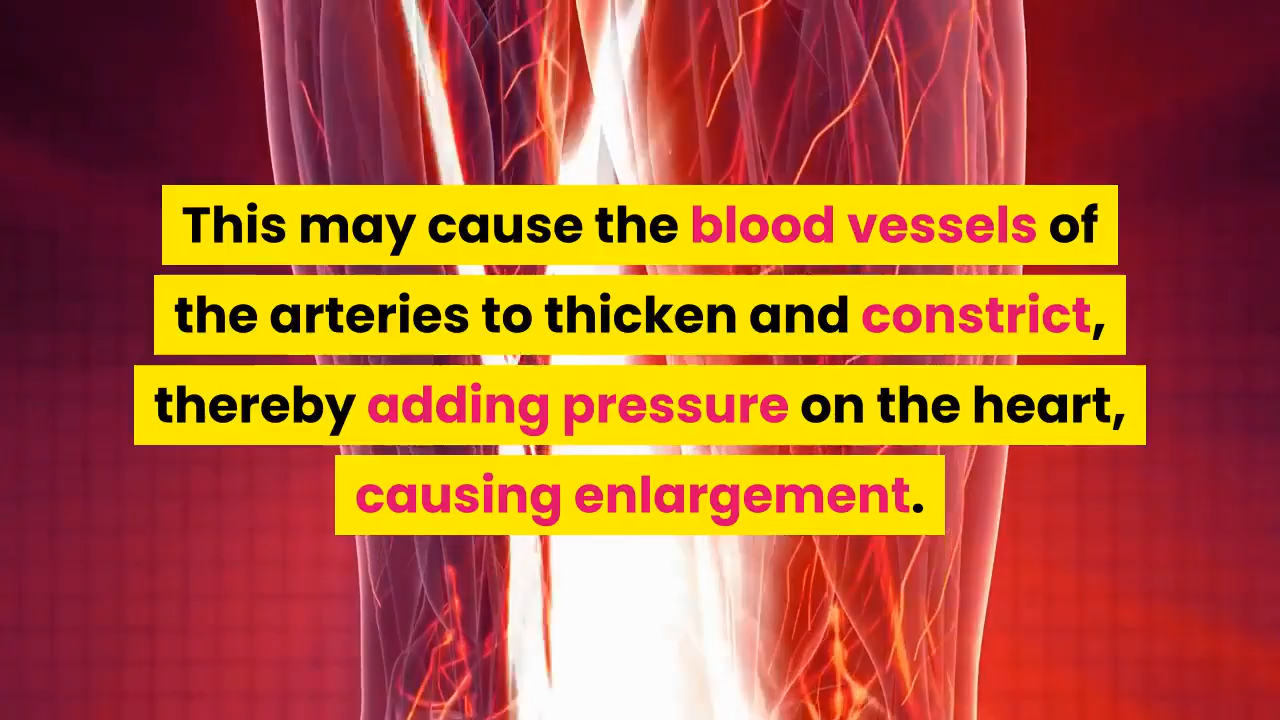 This may cause the blood vessels of
the arteries to thicken and constrict,
thereby adding pressure on the heart,
causing enlargement.